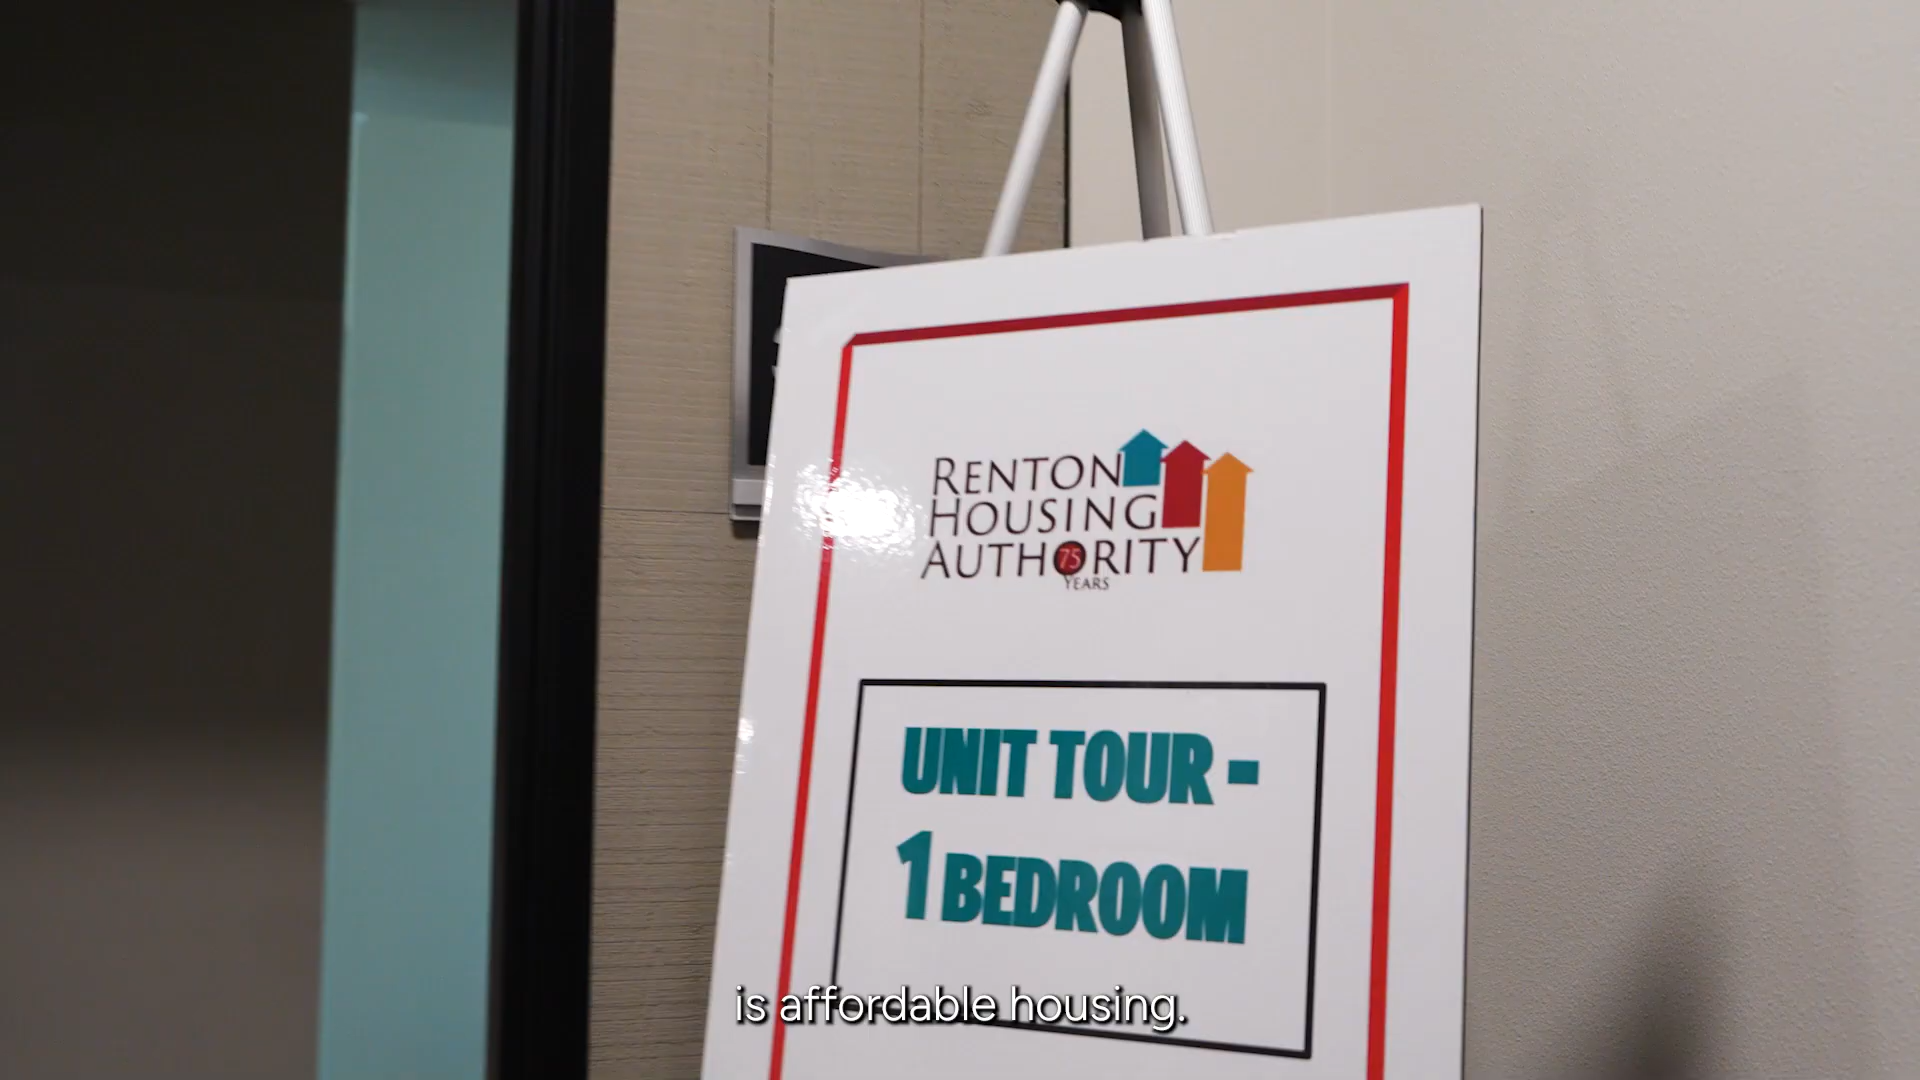 RENTON
HOUSING
AUTHORITY
75
YEARS
UNIT TOUR -
1 BEDROOM
is affordable housing.